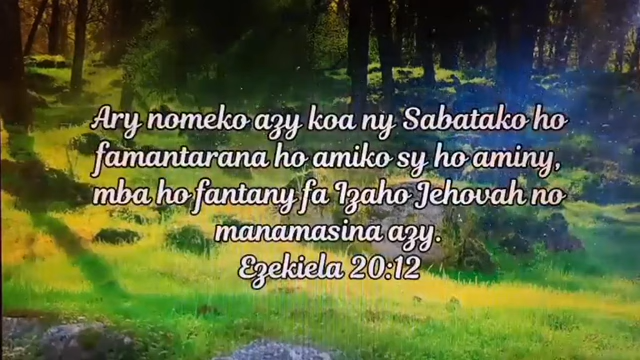 Ary nomeko azy koa ny Sabatako ho
famantarana ho amiko sy ho aminy,
mba ho fantany fa Izaho Jehovah no
manamasina azy.
Ezekiela 20:12